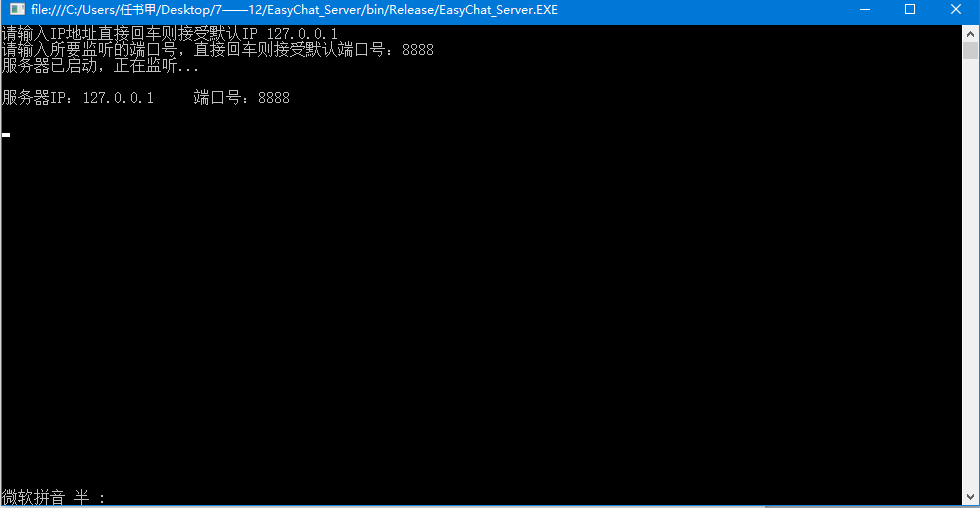 file:///C:/Users/任书甲/Desktop/7——12/EasyChat_Server/bin/Release/EasyChat_Server.EXE
请输入IP地址直接回车则接受默认IP 127.0.0.1
请输入所要监听的端口号，直接回车则接受默认端口号：8888
服务器已启动，正在监听...
服务器IP：127.0.0.1    端口号：8888
微软拼音 半 :